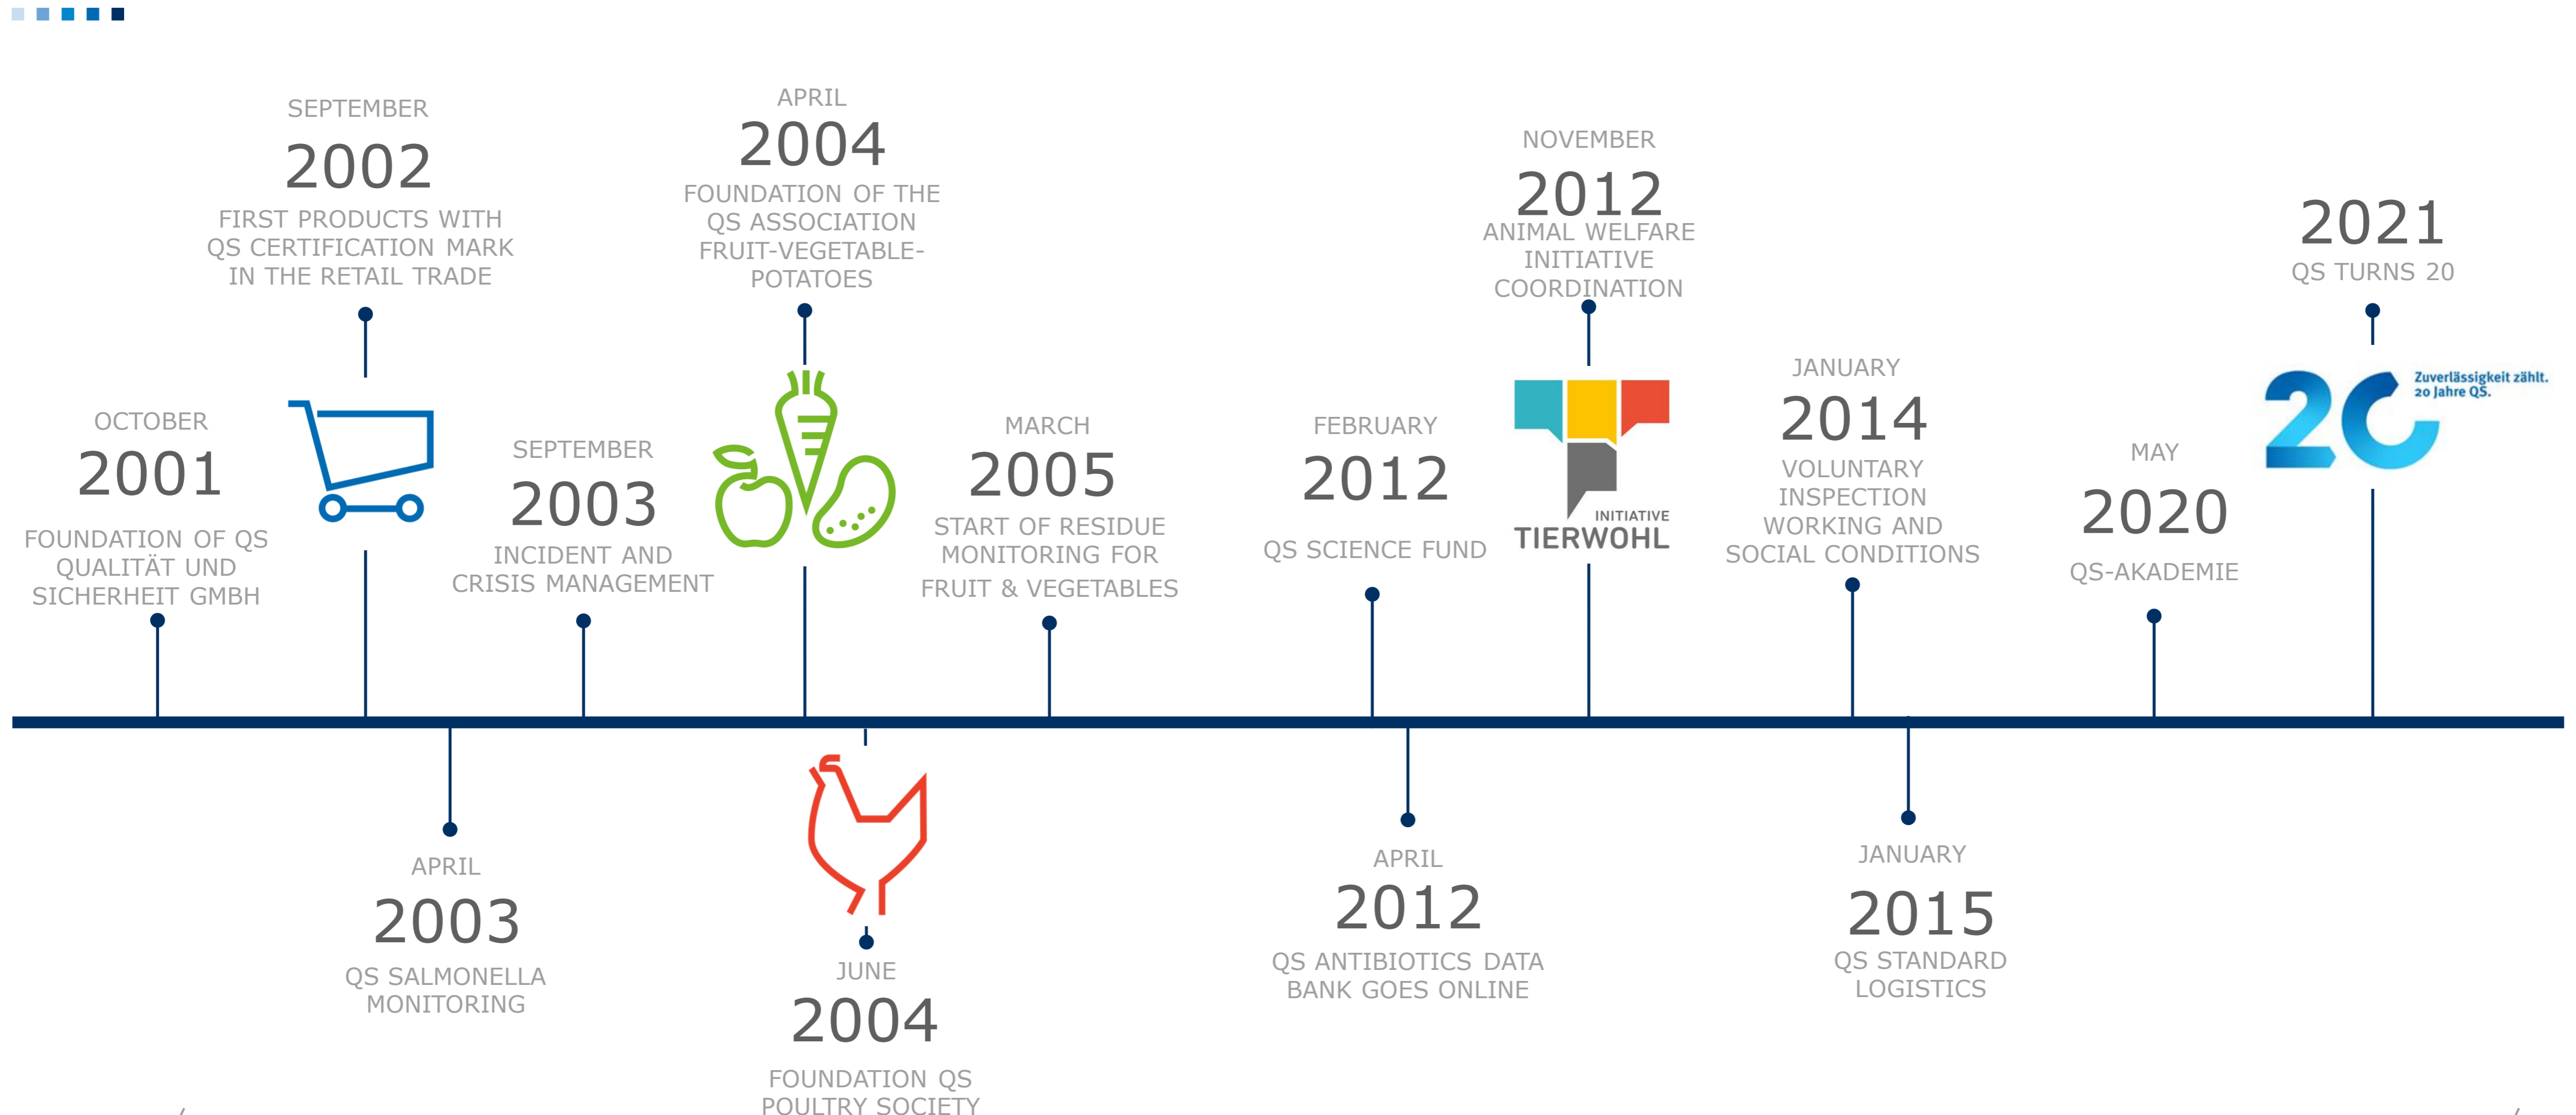 SEPTEMBER
2002
FIRST PRODUCTS WITH
QS CERTIFICATION MARK
IN THE RETAIL TRADE
APRIL
2004
FOUNDATION OF THE
QS ASSOCIATION
FRUIT-VEGETABLE-
POTATOES
NOVEMBER
2012
ANIMAL WELFARE
INITIATIVE
COORDINATION
2021
QS TURNS 20
OCTOBER
2001
FOUNDATION OF QS
QUALITÄT UND
SICHERHEIT GMBH
SEPTEMBER
2003
INCIDENT AND
CRISIS MANAGEMENT
MARCH
2005
START OF RESIDUE
MONITORING FOR
FRUIT & VEGETABLES
FEBRUARY
2012
QS SCIENCE FUND
INITIATIVE
TIERWOHL
JANUARY
2014
VOLUNTARY
INSPECTION
WORKING AND
SOCIAL CONDITIONS
MAY
2020
QS-AKADEMIE
20
Zuverlässigkeit zählt.
20 Jahre QS.
APRIL
2003
QS SALMONELLA
MONITORING
JUNE
2004
FOUNDATION QS
POULTRY SOCIETY
APRIL
2012
QS ANTIBIOTICS DATA
BANK GOES ONLINE
JANUARY
2015
QS STANDARD
LOGISTICS